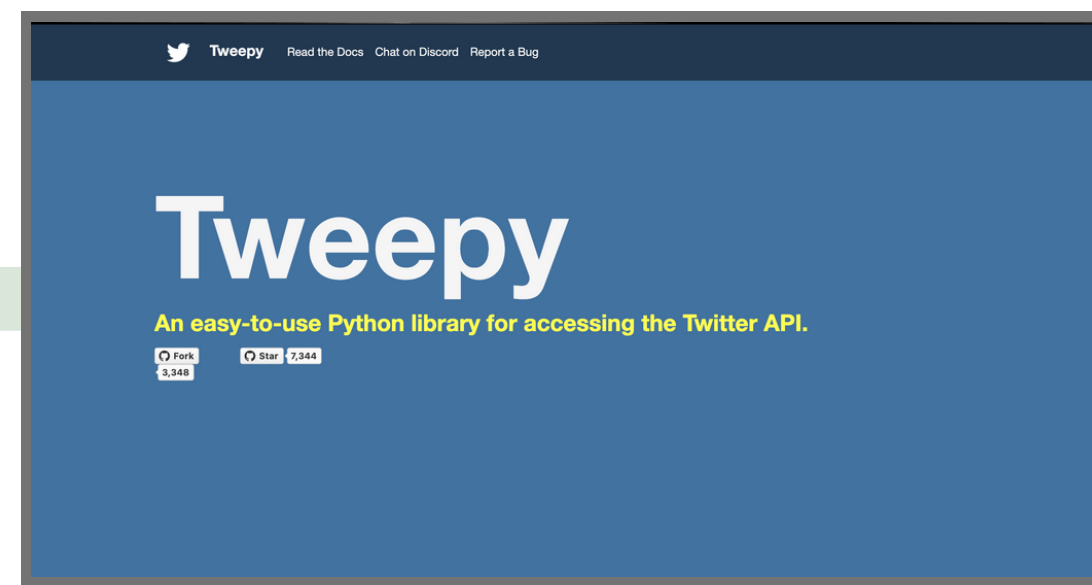 Tweepy Read the Docs Chat on Discord Report a Bug
Tweepy
An easy-to-use Python library for accessing the Twitter API.
Fork Star 7,344
3,348